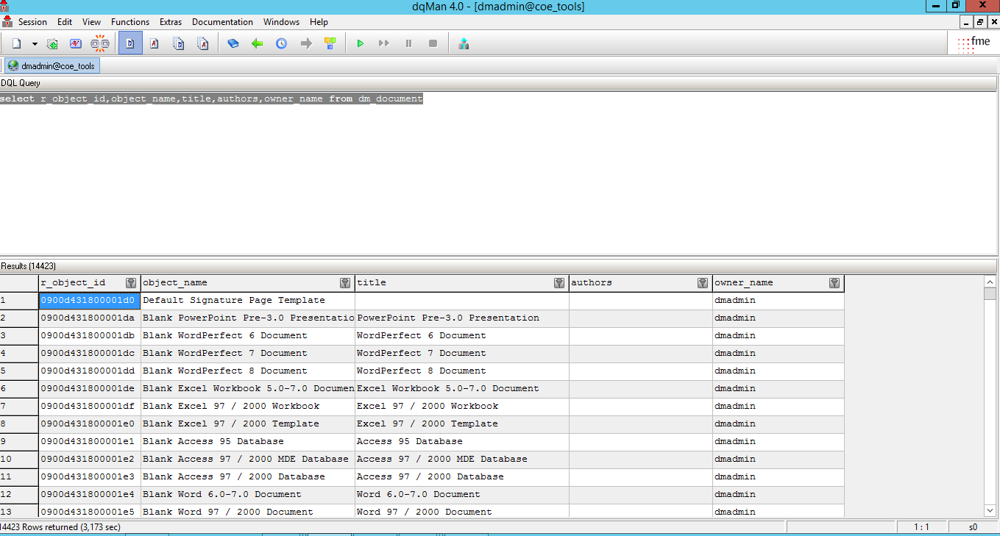 dqMan 4.0 - [dmadmin@coe_tools]
Session Edit View Functions Extras Documentation Windows Help
fme
dmadmin@coe_tools
DQL Query
select r_object_id,object_name,title,authors,owner_name from dm_document
Results (14423)
r_object_id object_name title authors owner_name
1 0900d431800001d0 Default Signature Page Template dmadmin
2 0900d431800001da Blank PowerPoint Pre-3.0 Presentatio PowerPoint Pre-3.0 Presentation dmadmin
3 0900d431800001db Blank WordPerfect 6 Document WordPerfect 6 Document dmadmin
4 0900d431800001dc Blank WordPerfect 7 Document WordPerfect 7 Document dmadmin
5 0900d431800001dd Blank WordPerfect 8 Document WordPerfect 8 Document dmadmin
6 0900d431800001de Blank Excel Workbook 5.0-7.0 Documen Excel Workbook 5.0-7.0 Document dmadmin
7 0900d431800001df Blank Excel 97 / 2000 Workbook Excel 97 / 2000 Workbook dmadmin
8 0900d431800001e0 Blank Excel 97 / 2000 Template Excel 97 / 2000 Template dmadmin
9 0900d431800001e1 Blank Access 95 Database Access 95 Database dmadmin
10 0900d431800001e2 Blank Access 97 / 2000 MDE Database Access 97 / 2000 MDE Database dmadmin
11 0900d431800001e3 Blank Access 97 / 2000 Database Access 97 / 2000 Database dmadmin
12 0900d431800001e4 Blank Word 6.0-7.0 Document Word 6.0-7.0 Document dmadmin
13 0900d431800001e5 Blank Word 97 / 2000 Document Word 97 / 2000 Document dmadmin
14423 Rows returned (3,173 sec) 1 : 1 s0